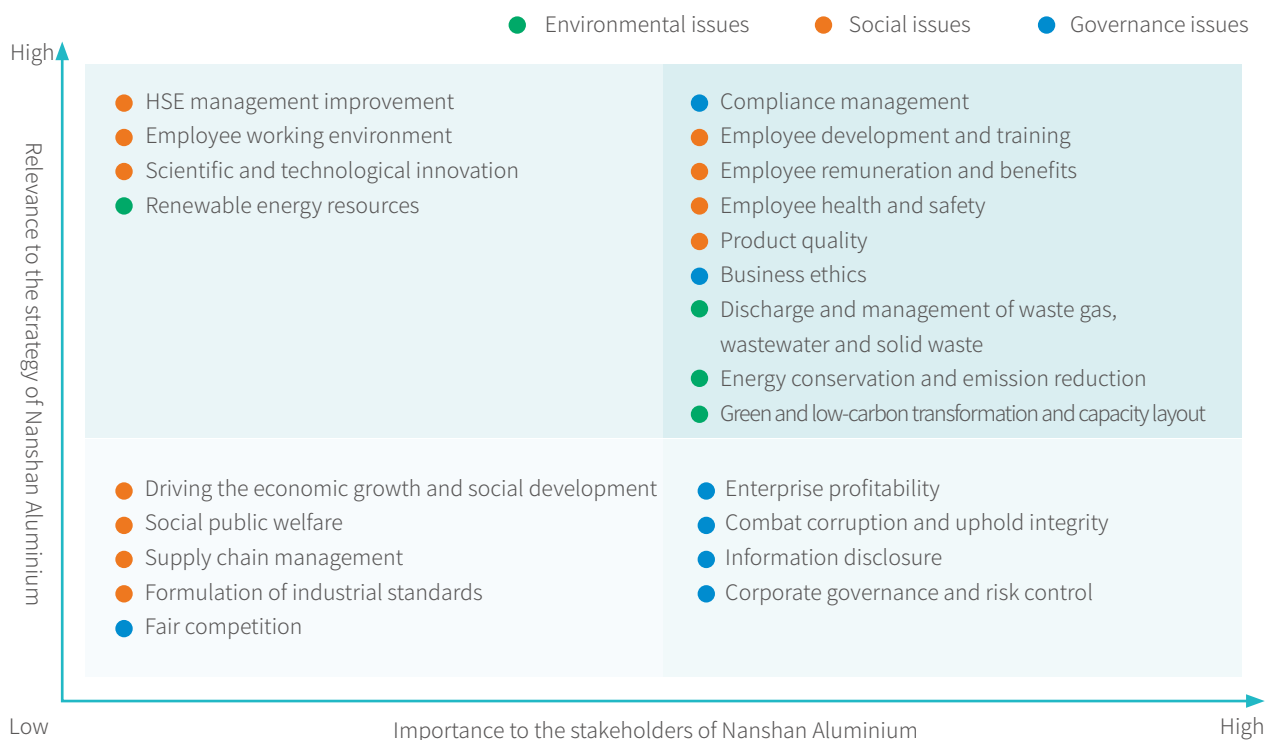 Environmental issues
Social issues
Governance issues
High
Relevance to the strategy of Nanshan Aluminium
HSE management improvement
Employee working environment
Scientific and technological innovation
Renewable energy resources
Compliance management
Employee development and training
Employee remuneration and benefits
Employee health and safety
Product quality
Business ethics
Discharge and management of waste gas,
wastewater and solid waste
Energy conservation and emission reduction
Green and low-carbon transformation and capacity layout
Driving the economic growth and social development
Social public welfare
Supply chain management
Formulation of industrial standards
Fair competition
Enterprise profitability
Combat corruption and uphold integrity
Information disclosure
Corporate governance and risk control
Low
Importance to the stakeholders of Nanshan Aluminium
High